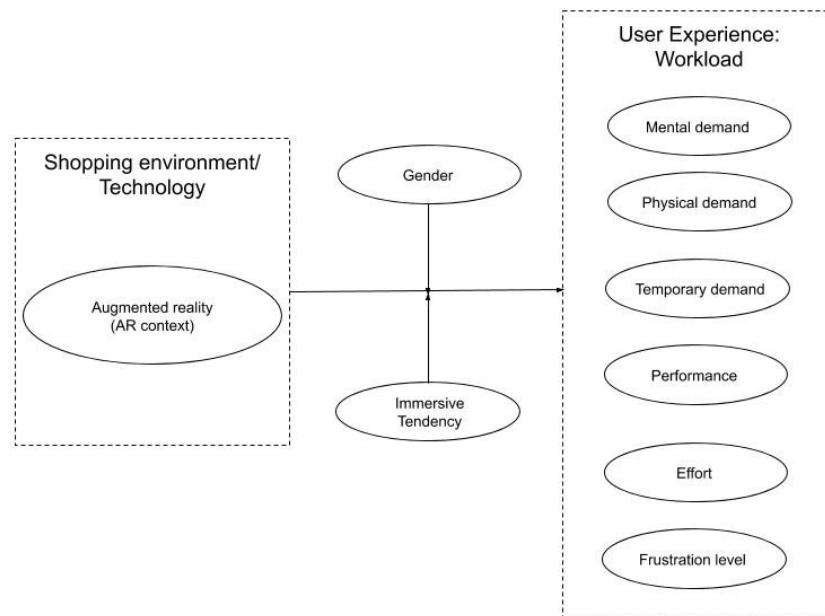 Shopping environment/
Technology
Augmented reality
(AR context)
Gender
Immersive
Tendency
User Experience:
Workload
Mental demand
Physical demand
Temporary demand
Performance
Effort
Frustration level